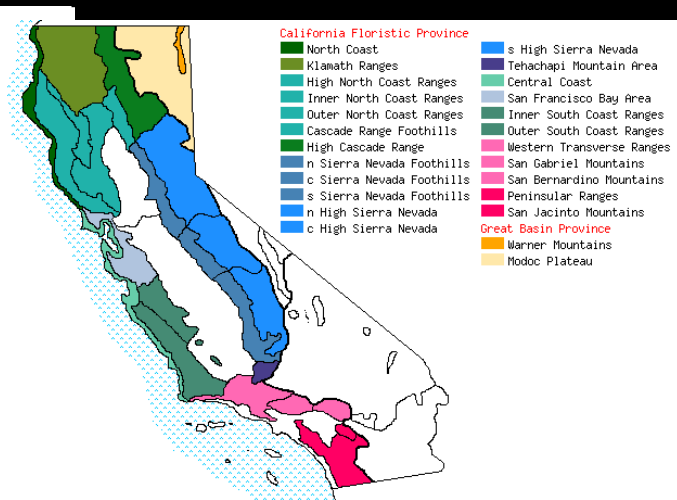 California Floristic Province
North Coast
Klamath Ranges
High North Coast Ranges
Inner North Coast Ranges
Outer North Coast Ranges
Cascade Range Foothills
High Cascade Range
n Sierra Nevada Foothills
c Sierra Nevada Foothills
s Sierra Nevada Foothills
n High Sierra Nevada
c High Sierra Nevada
s High Sierra Nevada
Tehachapi Mountain Area
Central Coast
San Francisco Bay Area
Inner South Coast Ranges
Outer South Coast Ranges
Western Transverse Ranges
San Gabriel Mountains
San Bernardino Mountains
Peninsular Ranges
San Jacinto Mountains
Great Basin Province
Warner Mountains
Modoc Plateau